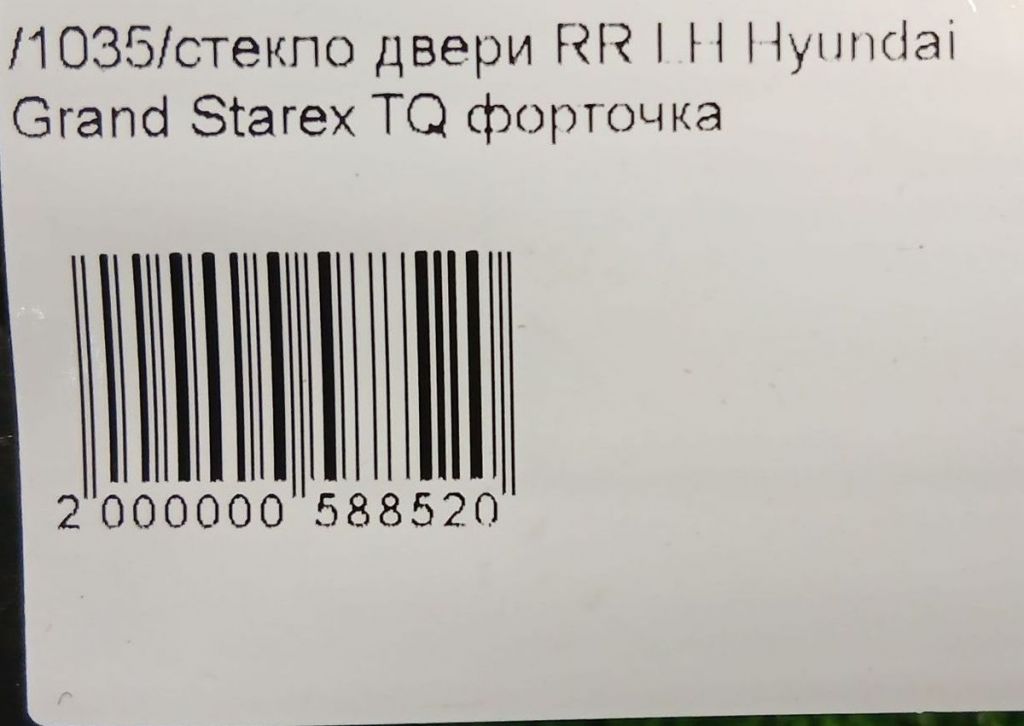 /1035/стекло двери RR LH Hyundai
Grand Starex TQ форточка
2 000000 588520